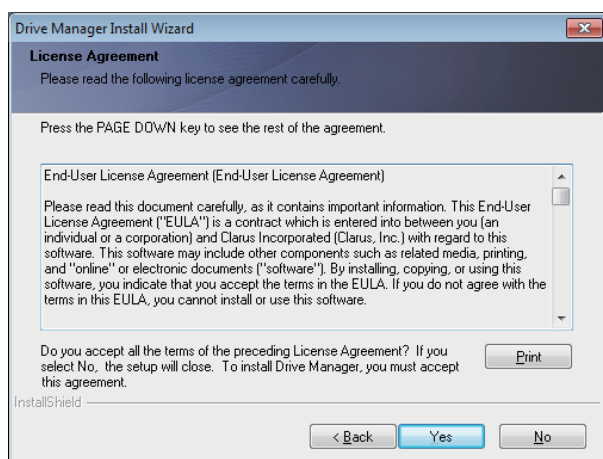 Drive Manager Install Wizard
License Agreement
Please read the following license agreement carefully.
Press the PAGE DOWN key to see the rest of the agreement.
End-User License Agreement (End-User License Agreement)
Please read this document carefully, as it contains important information. This End-User
License Agreement ("EULA") is a contract which is entered into between you (an
individual or a corporation) and Clarus Incorporated (Clarus, Inc.) with regard to this
software. This software may include other components such as related media, printing,
and "online" or electronic documents ("software"). By installing, copying, or using this
software, you indicate that you accept the terms in the EULA. If you do not agree with the
terms in this EULA, you cannot install or use this software.
Do you accept all the terms of the preceding License Agreement? If you
select No, the setup will close. To install Drive Manager, you must accept
this agreement.
Print
InstallShield
< Back
Yes
No